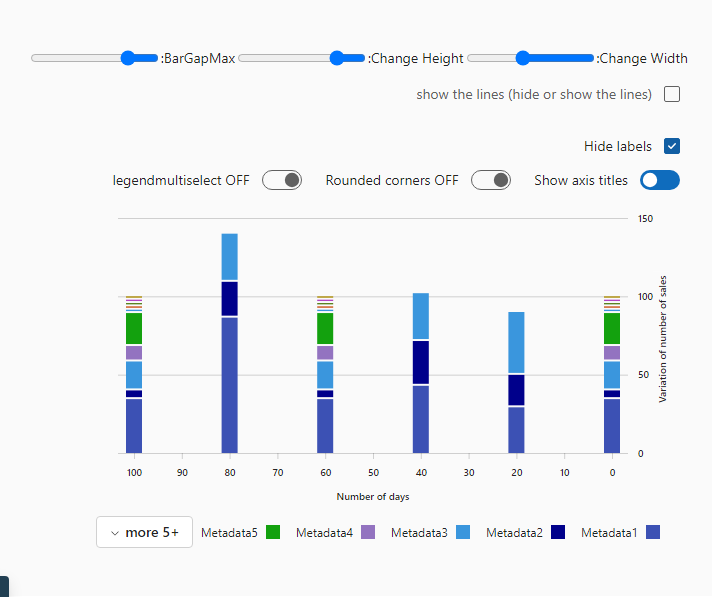 :BarGapMax :Change Height :Change Width
show the lines (hide or show the lines)
Hide labels
legendmultiselect OFF Rounded corners OFF Show axis titles
150
100
50
0
Variation of number of sales
100 90 80 70 60 50 40 30 20 10 0
Number of days
more 5+ Metadata5 Metadata4 Metadata3 Metadata2 Metadata1